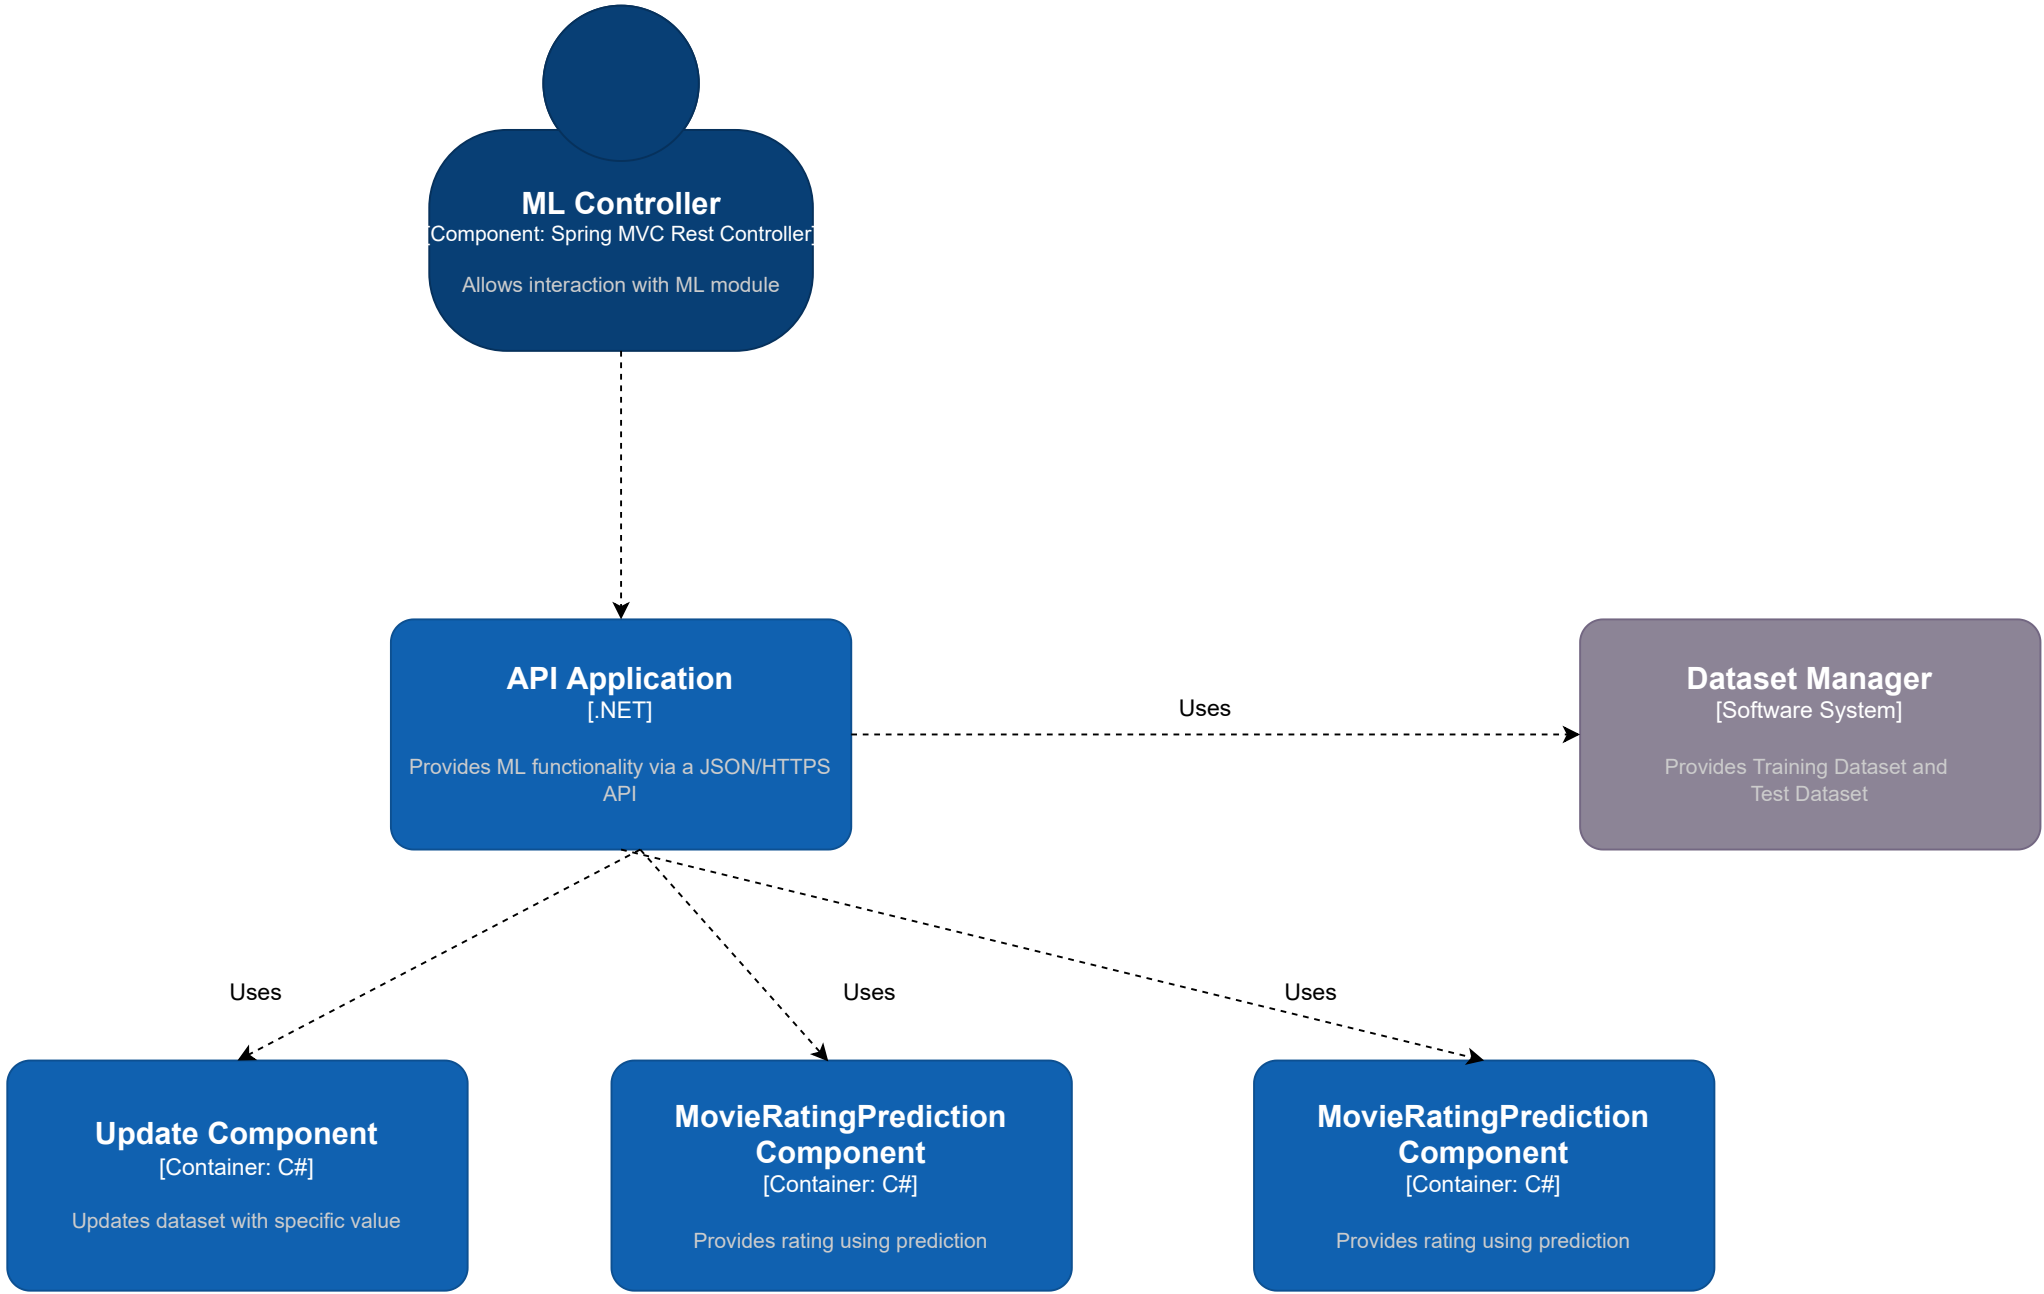 ML Controller
[Component: Spring MVC Rest Controller]
Allows interaction with ML module
API Application
[.NET]
Provides ML functionality via a JSON/HTTPS
API
Uses
Dataset Manager
[Software System]
Provides Training Dataset and
Test Dataset
Uses
Uses
Uses
Update Component
[Container: C#]
Updates dataset with specific value
MovieRatingPrediction
Component
[Container: C#]
Provides rating using prediction
MovieRatingPrediction
Component
[Container: C#]
Provides rating using prediction